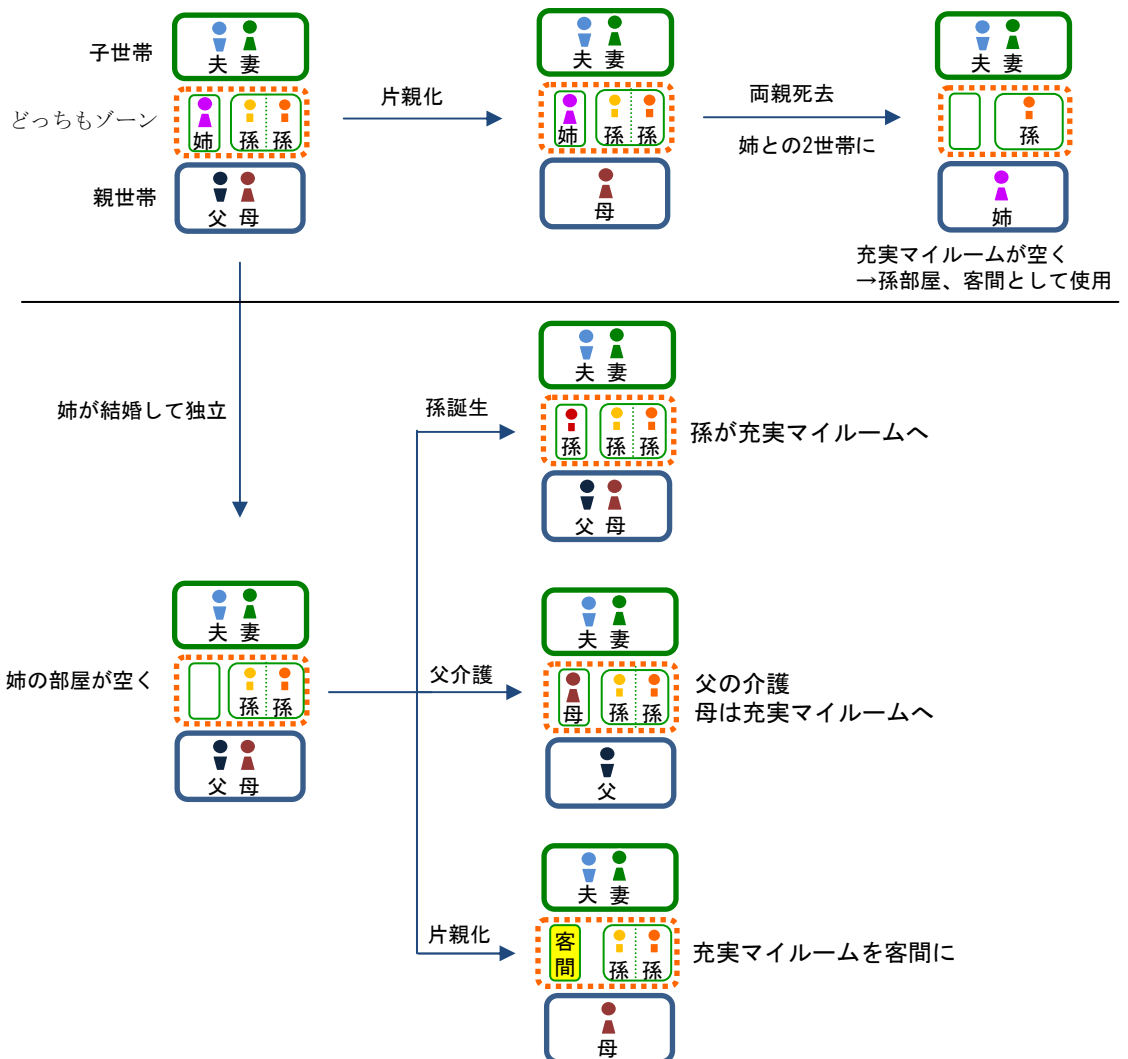 子世帯
夫 妻
どっちもゾーン
姉 孫 孫
親世帯
父 母
片親化
夫 妻
姉 孫 孫
母
両親死去
姉との2世帯に
夫 妻
孫
姉
充実マイルームが空く
→孫部屋、客間として使用
姉が結婚して独立
姉の部屋が空く
夫 妻
孫 孫
父 母
孫誕生
夫 妻
孫 孫 孫
父 母
孫が充実マイルームへ
父介護
夫 妻
母 孫 孫
父
父の介護
母は充実マイルームへ
片親化
夫 妻
客間
孫 孫
母
充実マイルームを客間に